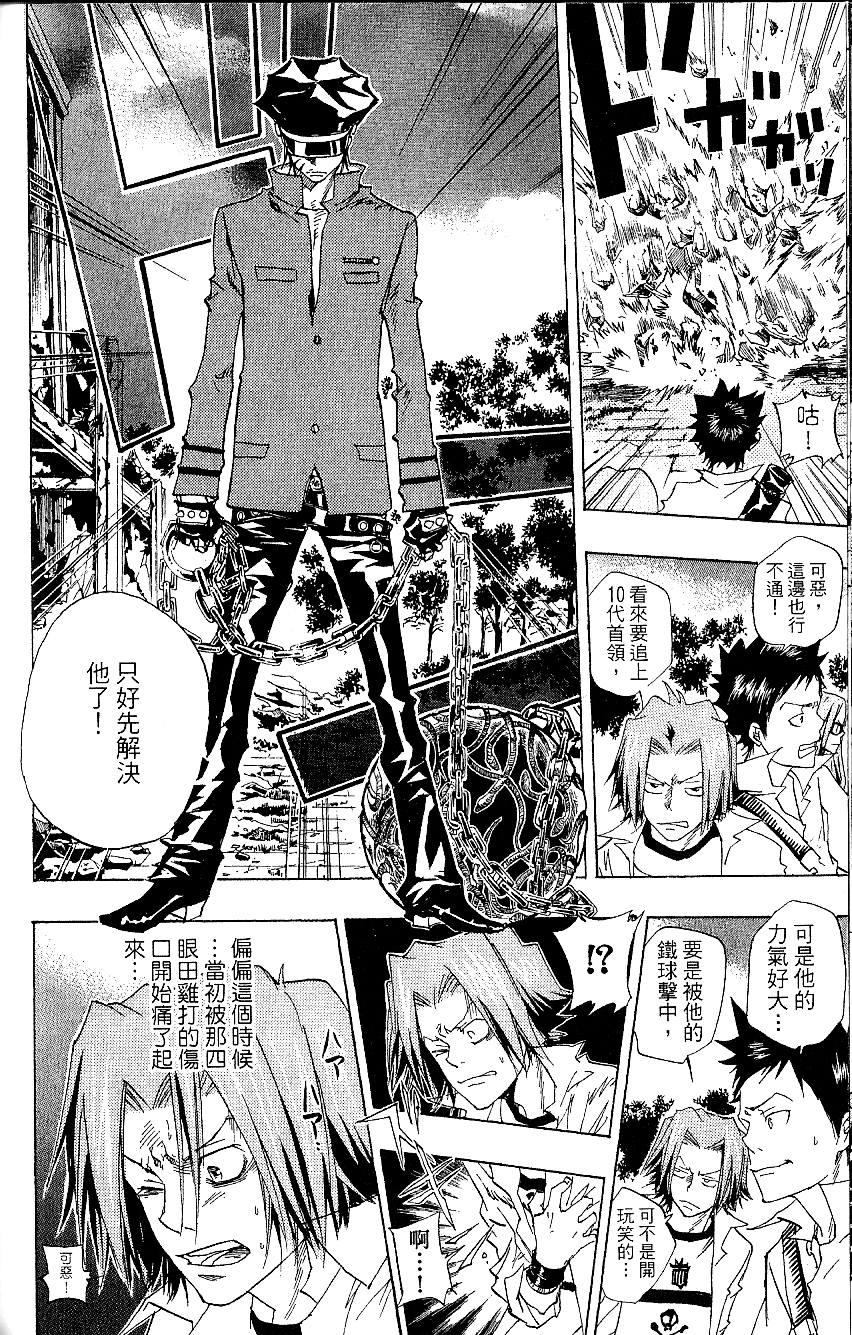 ドガガッ
咕！
可惡，
這邊也行
不通！
看來要追上
10代首領，
只好先解決
他了！
可是他的
力氣好大…
要是被他的
鐵球擊中，
可不是開
玩笑的…
!?
啊…！
偏偏這個時候
…當初被那四
眼田雞打的傷
口開始痛了起
來…
ハァ
ハァ
可惡！